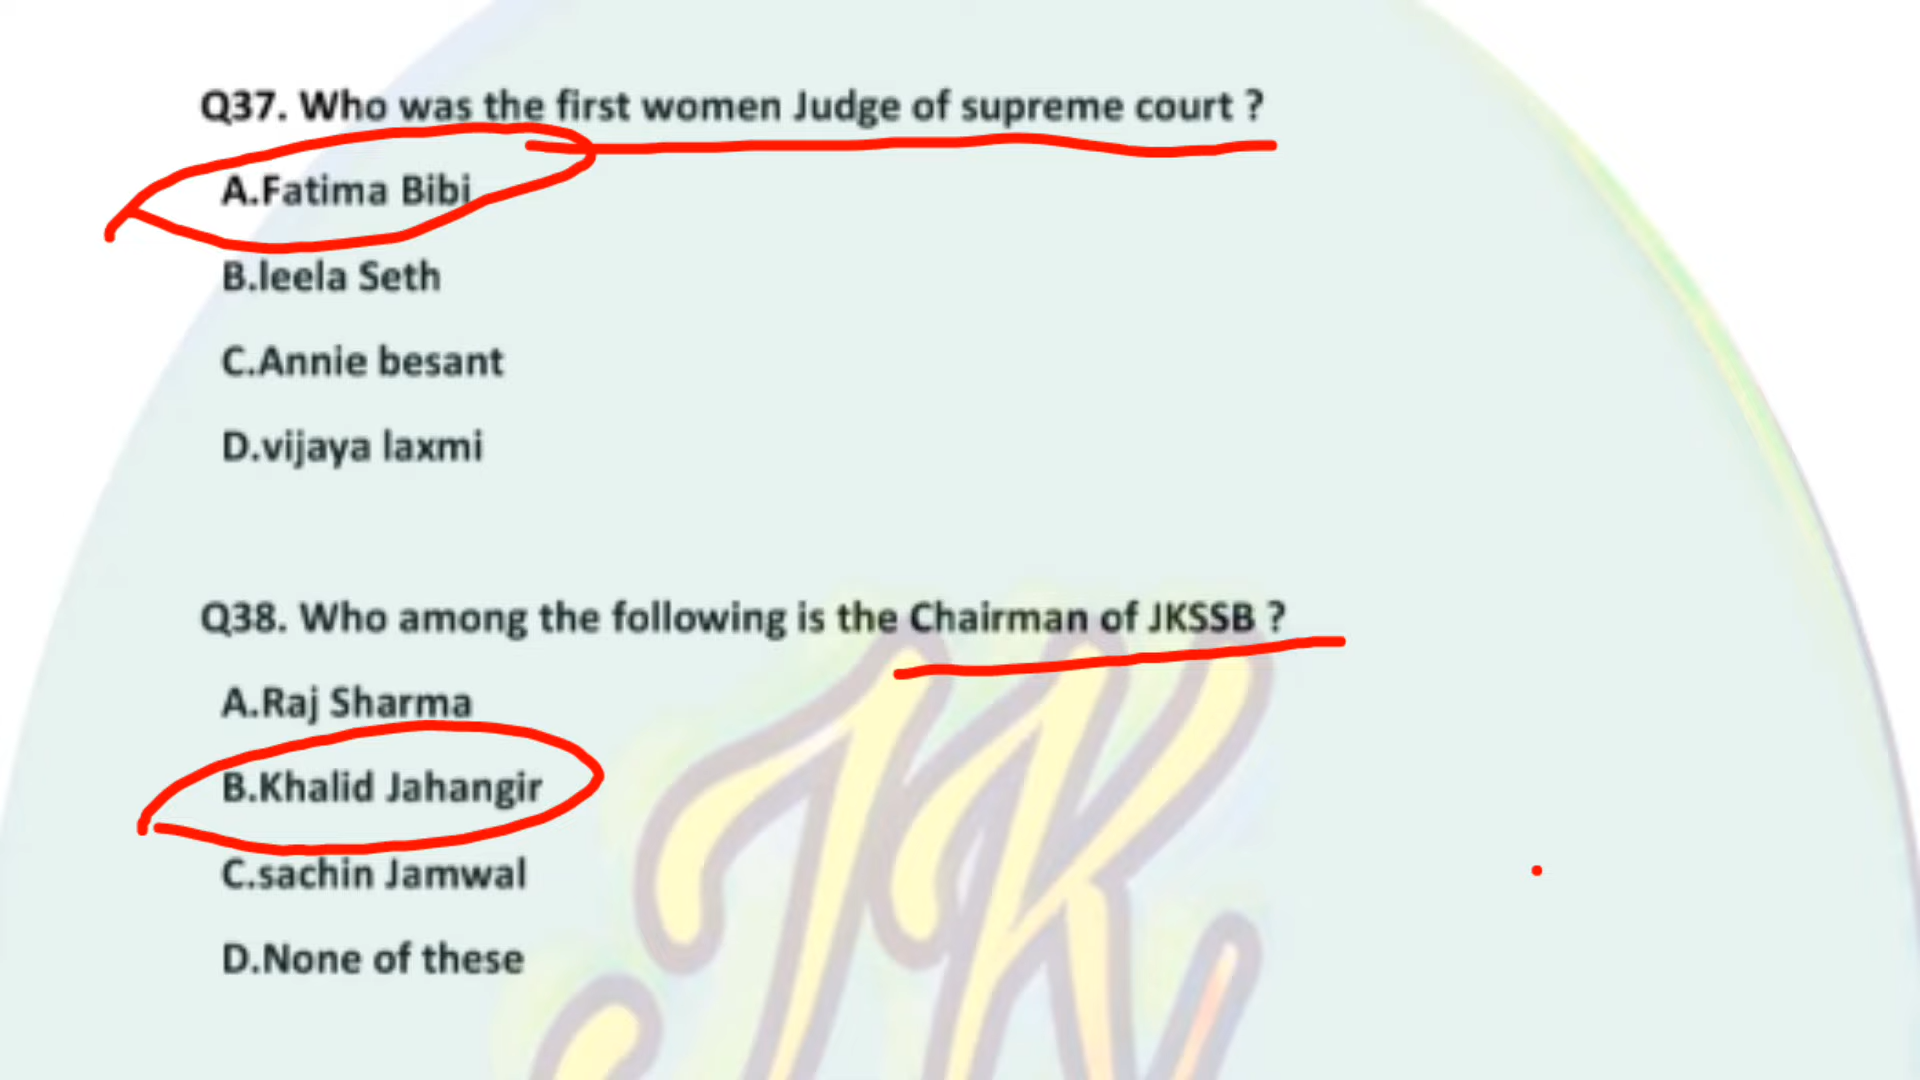 Q37. Who was the first women Judge of supreme court ?
A.Fatima Bibi
B.leela Seth
C.Annie besant
D.vijaya laxmi
Q38. Who among the following is the Chairman of JKSSB ?
A.Raj Sharma
B.Khalid Jahangir
C.sachin Jamwal
D.None of these
JK